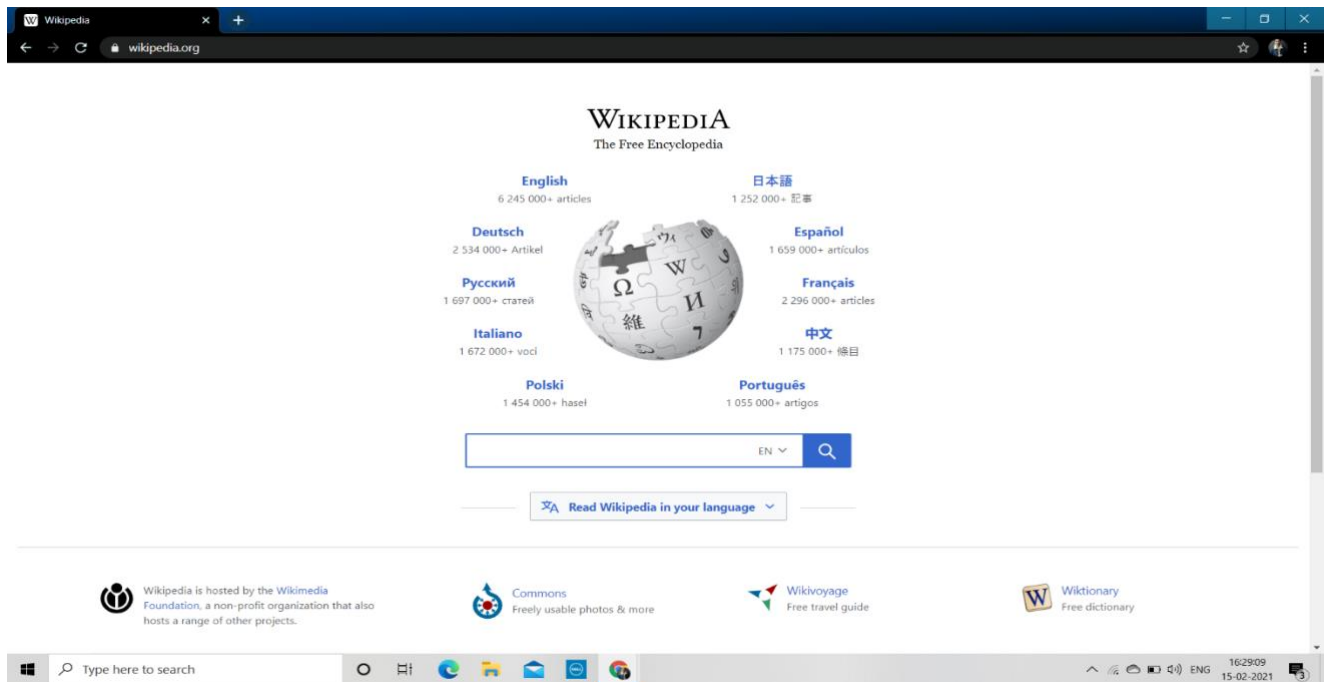 Wikipedia
wikipedia.org
WIKIPEDIA
The Free Encyclopedia
English
6 245 000+ articles
日本語
1 252 000+ 記事
Deutsch
2 534 000+ Artikel
Español
1 659 000+ artículos
Русский
1 697 000+ статей
Français
2 296 000+ articles
Italiano
1 672 000+ voci
中文
1 175 000+ 條目
Polski
1 454 000+ haseł
Português
1 055 000+ artigos
Ω
W
И
維
7
EN
Read Wikipedia in your language
Wikipedia is hosted by the Wikimedia
Foundation, a non-profit organization that also
hosts a range of other projects.
Commons
Freely usable photos & more
Wikivoyage
Free travel guide
W
Wiktionary
Free dictionary
Type here to search
ENG
16:29:09
15-02-2021
3